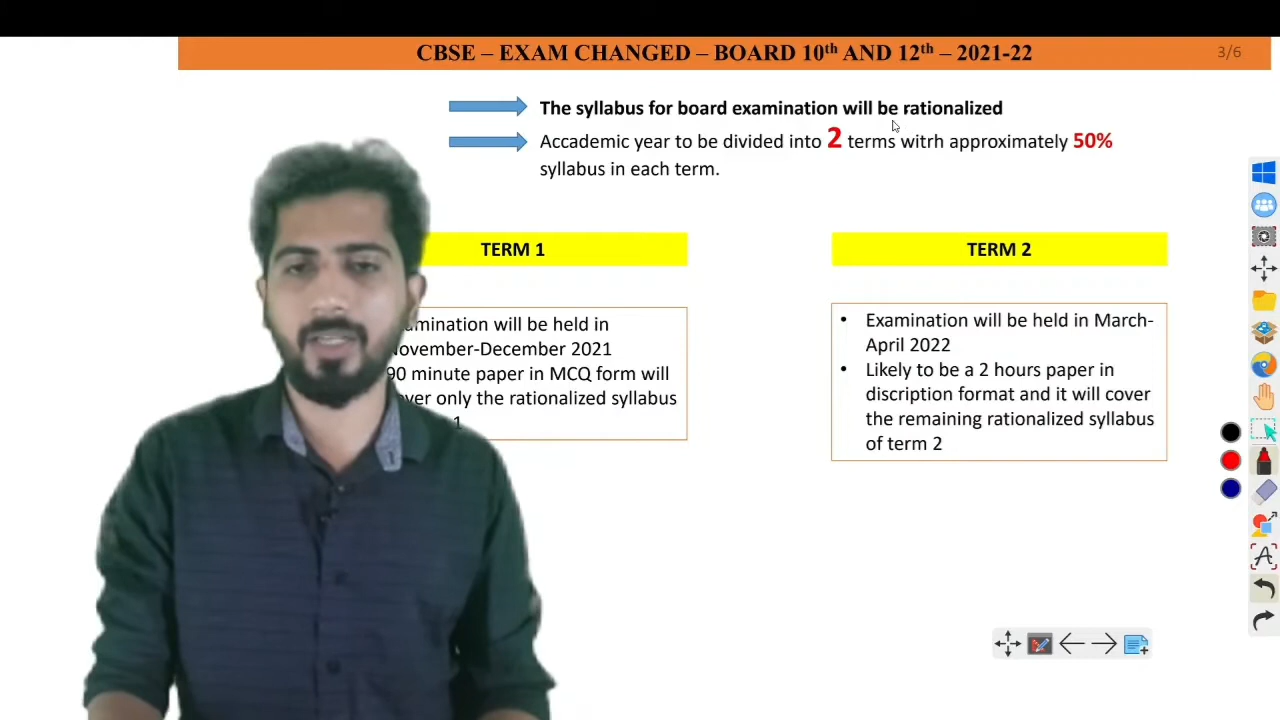 CBSE – EXAM CHANGED – BOARD 10th AND 12th – 2021-22
3/6
The syllabus for board examination will be rationalized
Accademic year to be divided into 2 terms witrh approximately 50%
syllabus in each term.
TERM 1
will be held in
November-December 2021
90 minute paper in MCQ form will
only the rationalized syllabus
1
TERM 2
• Examination will be held in March-
April 2022
• Likely to be a 2 hours paper in
discription format and it will cover
the remaining rationalized syllabus
of term 2